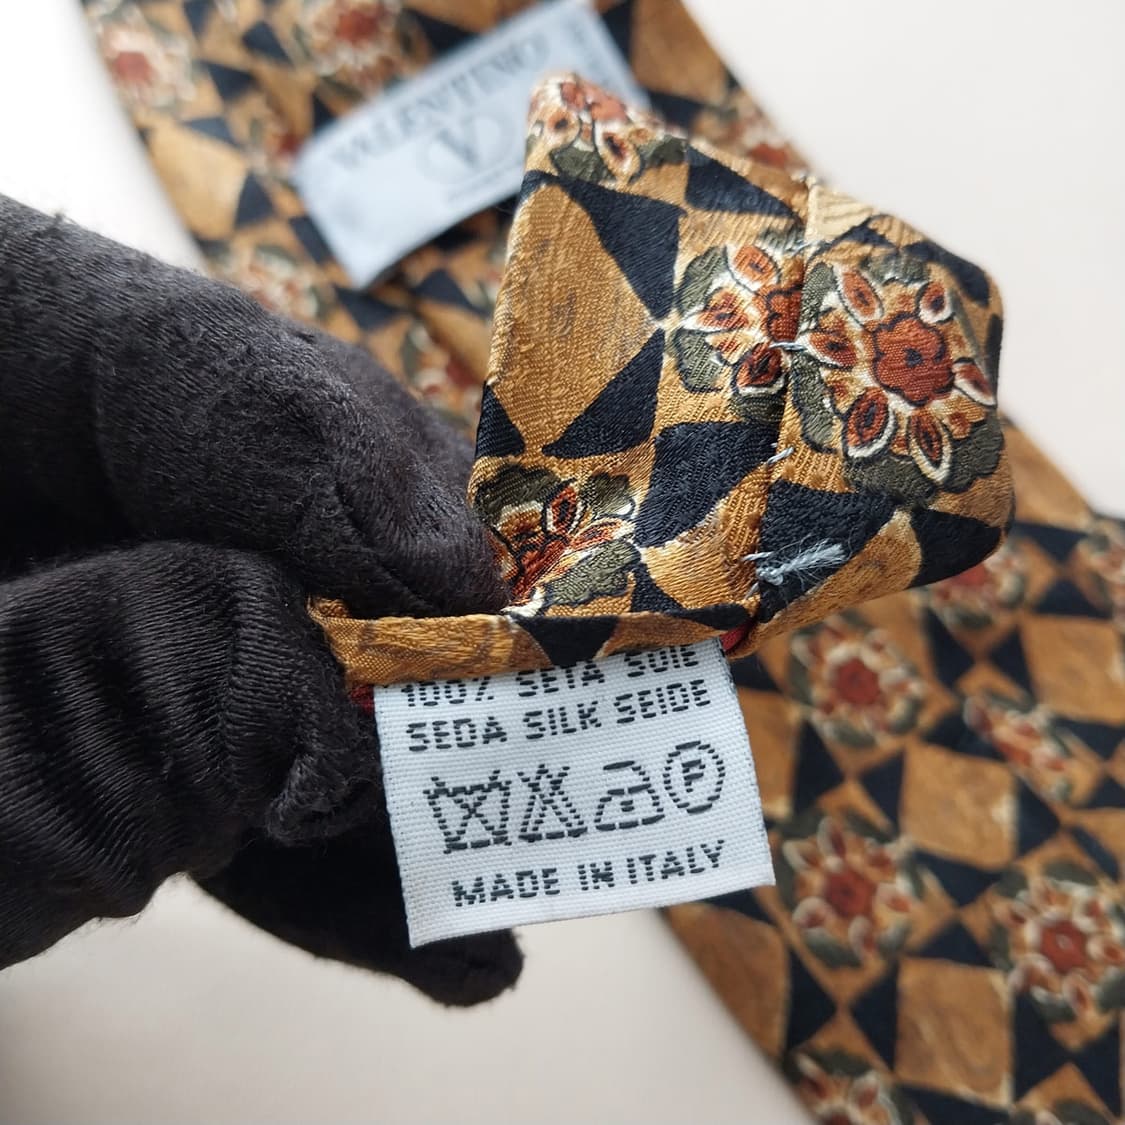 VALENTINO
V
100% SETA SOIE
SEDA SILK SEIDE
P
MADE IN ITALY